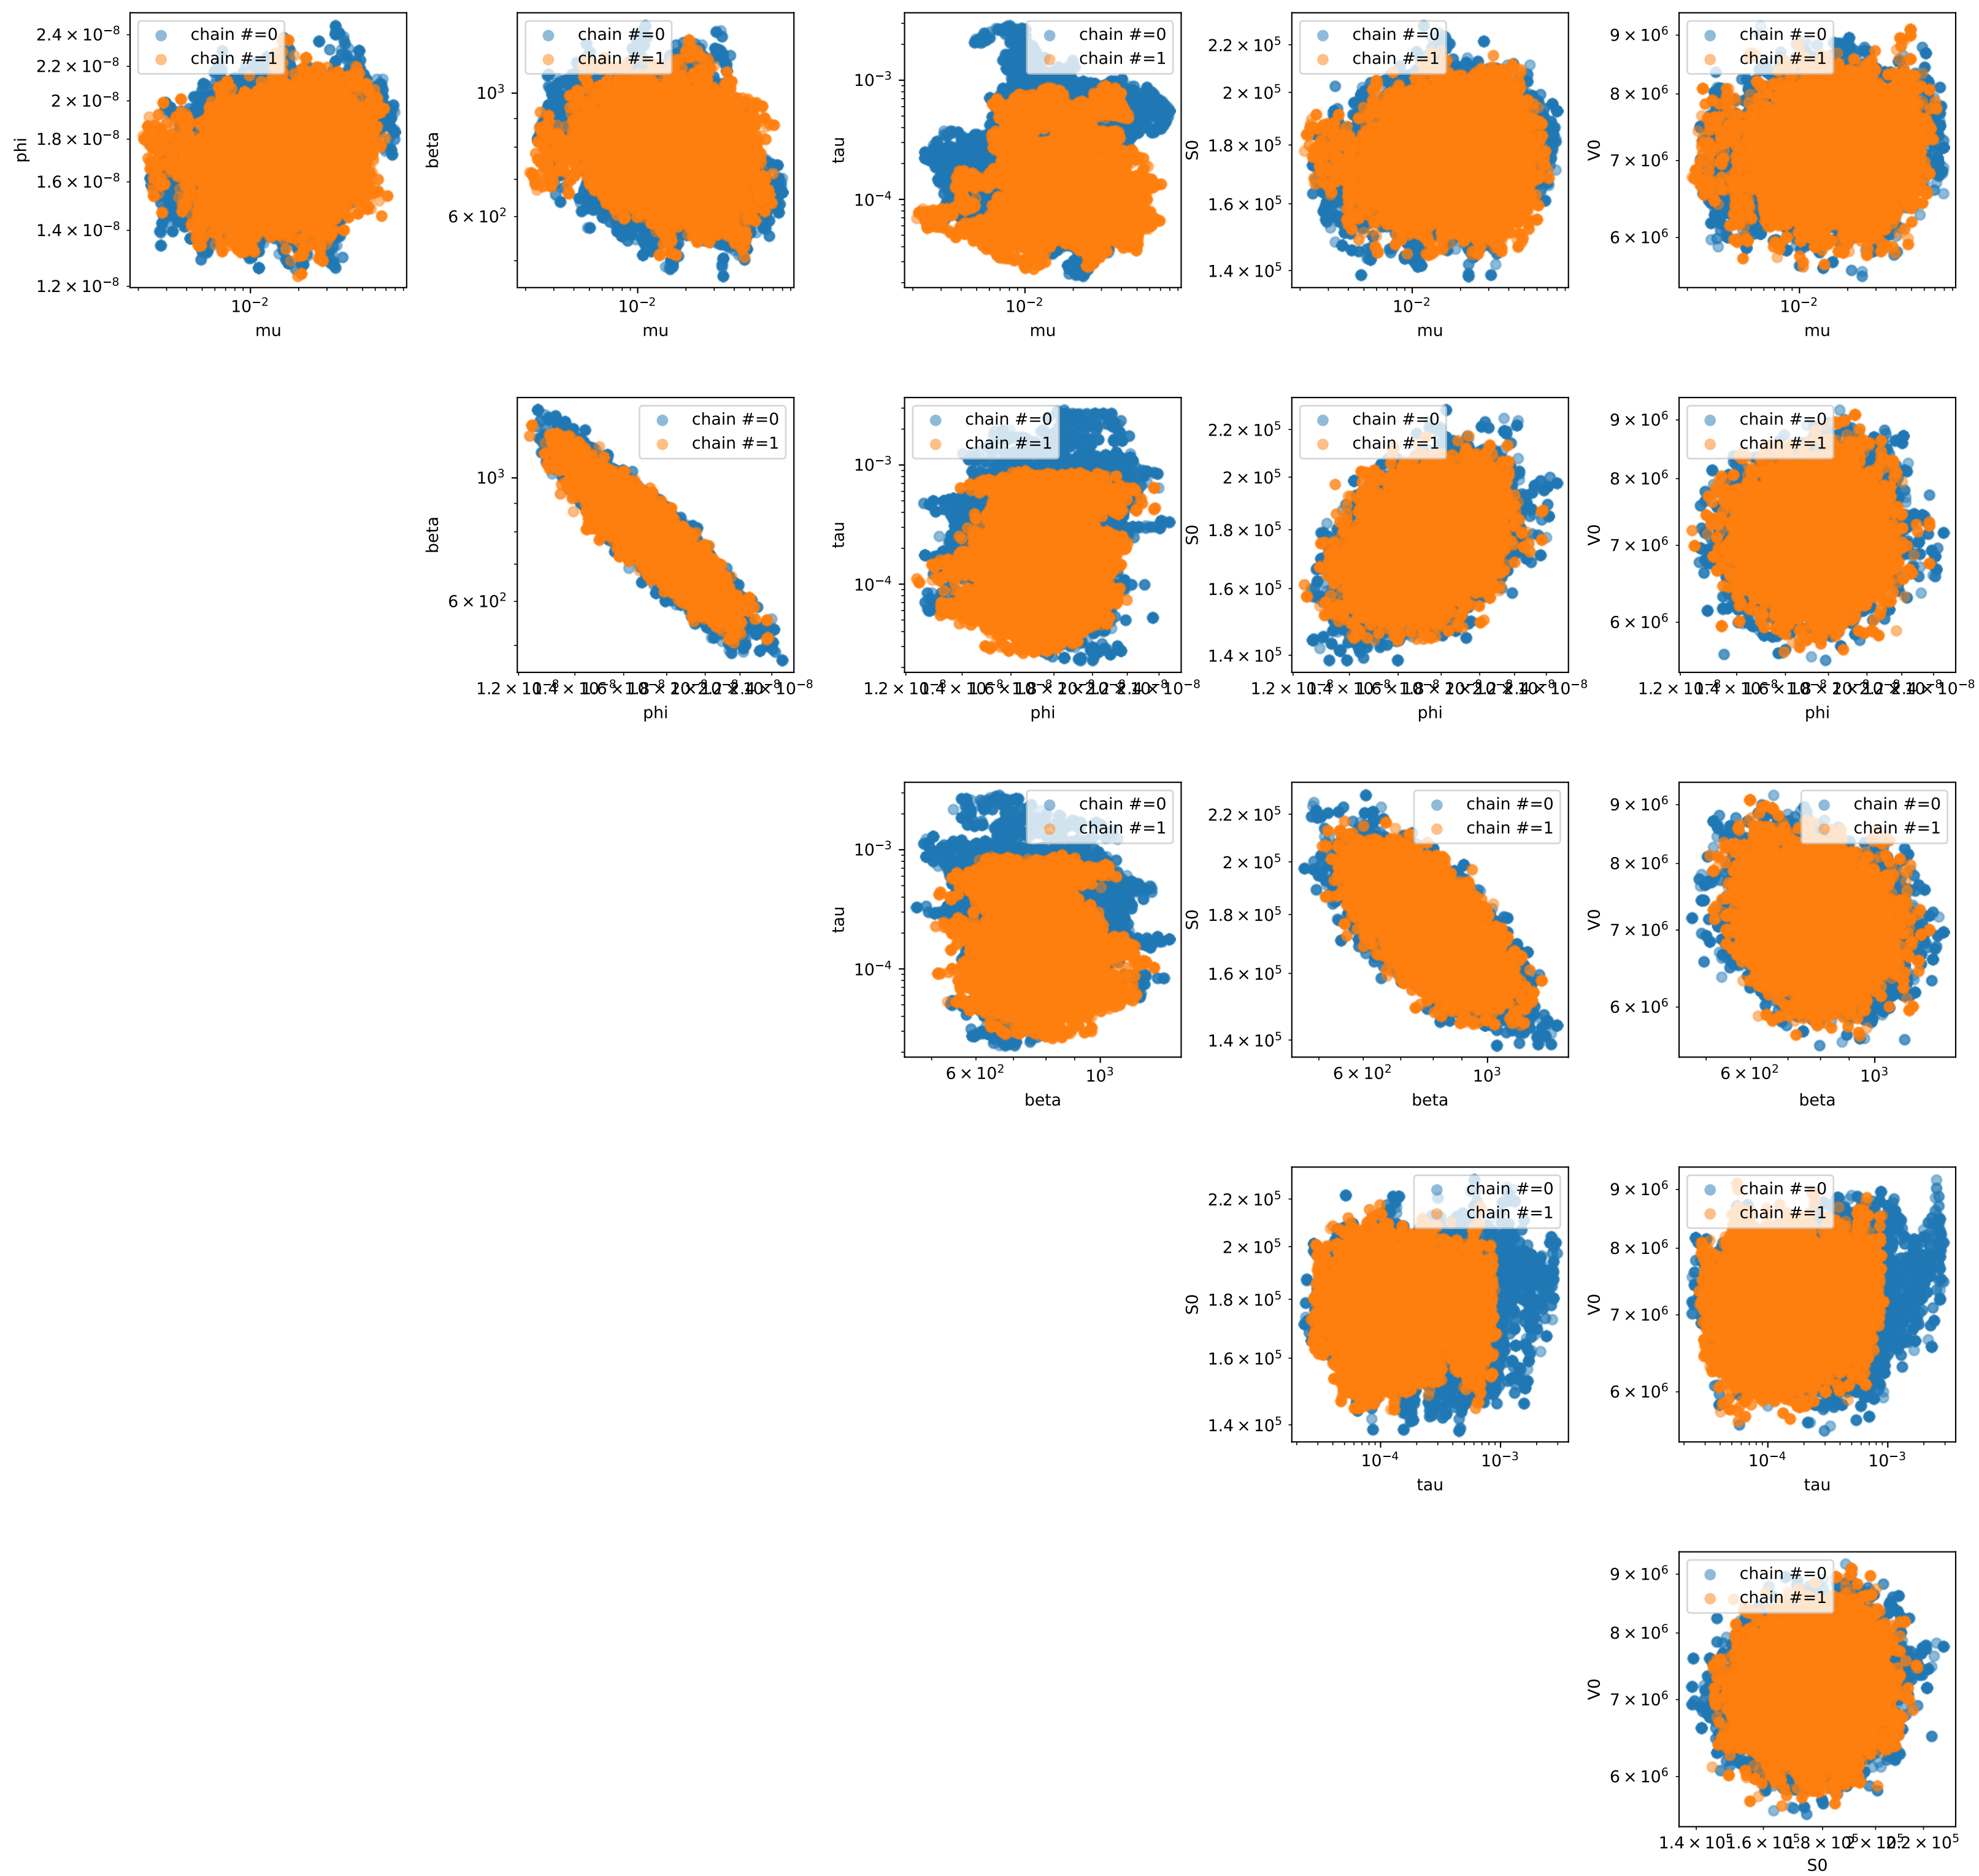 phi
2.4 × 10⁻⁸
2.2 × 10⁻⁸
2 × 10⁻⁸
1.8 × 10⁻⁸
1.6 × 10⁻⁸
1.4 × 10⁻⁸
1.2 × 10⁻⁸
chain #=0
chain #=1
10⁻²
mu
beta
10³
6 × 10²
chain #=0
chain #=1
10⁻²
mu
tau
10⁻³
10⁻⁴
chain #=0
chain #=1
10⁻²
mu
S0
2.2 × 10⁵
2 × 10⁵
1.8 × 10⁵
1.6 × 10⁵
1.4 × 10⁵
chain #=0
chain #=1
10⁻²
mu
V0
9 × 10⁶
8 × 10⁶
7 × 10⁶
6 × 10⁶
chain #=0
chain #=1
10⁻²
mu
beta
10³
6 × 10²
chain #=0
chain #=1
phi
tau
10⁻³
10⁻⁴
chain #=0
chain #=1
phi
S0
2.2 × 10⁵
2 × 10⁵
1.8 × 10⁵
1.6 × 10⁵
1.4 × 10⁵
chain #=0
chain #=1
phi
V0
9 × 10⁶
8 × 10⁶
7 × 10⁶
6 × 10⁶
chain #=0
chain #=1
phi
tau
10⁻³
10⁻⁴
chain #=0
chain #=1
6 × 10²
10³
beta
S0
2.2 × 10⁵
2 × 10⁵
1.8 × 10⁵
1.6 × 10⁵
1.4 × 10⁵
chain #=0
chain #=1
6 × 10²
10³
beta
V0
9 × 10⁶
8 × 10⁶
7 × 10⁶
6 × 10⁶
chain #=0
chain #=1
6 × 10²
10³
beta
S0
2.2 × 10⁵
2 × 10⁵
1.8 × 10⁵
1.6 × 10⁵
1.4 × 10⁵
chain #=0
chain #=1
10⁻⁴
10⁻³
tau
V0
9 × 10⁶
8 × 10⁶
7 × 10⁶
6 × 10⁶
chain #=0
chain #=1
10⁻⁴
10⁻³
tau
V0
9 × 10⁶
8 × 10⁶
7 × 10⁶
6 × 10⁶
chain #=0
chain #=1
S0